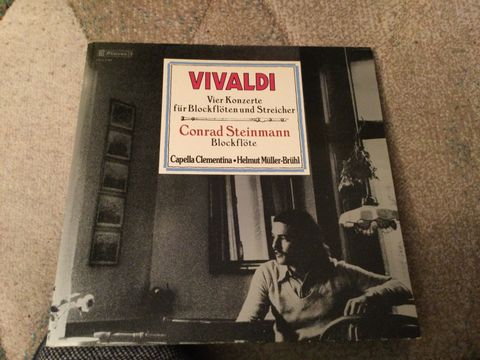 VIVALDI
Vier Konzerte
für Blockflöten und Streicher
Conrad Steinmann
Blockflöte
Capella Clementina • Helmut Müller-Brühl